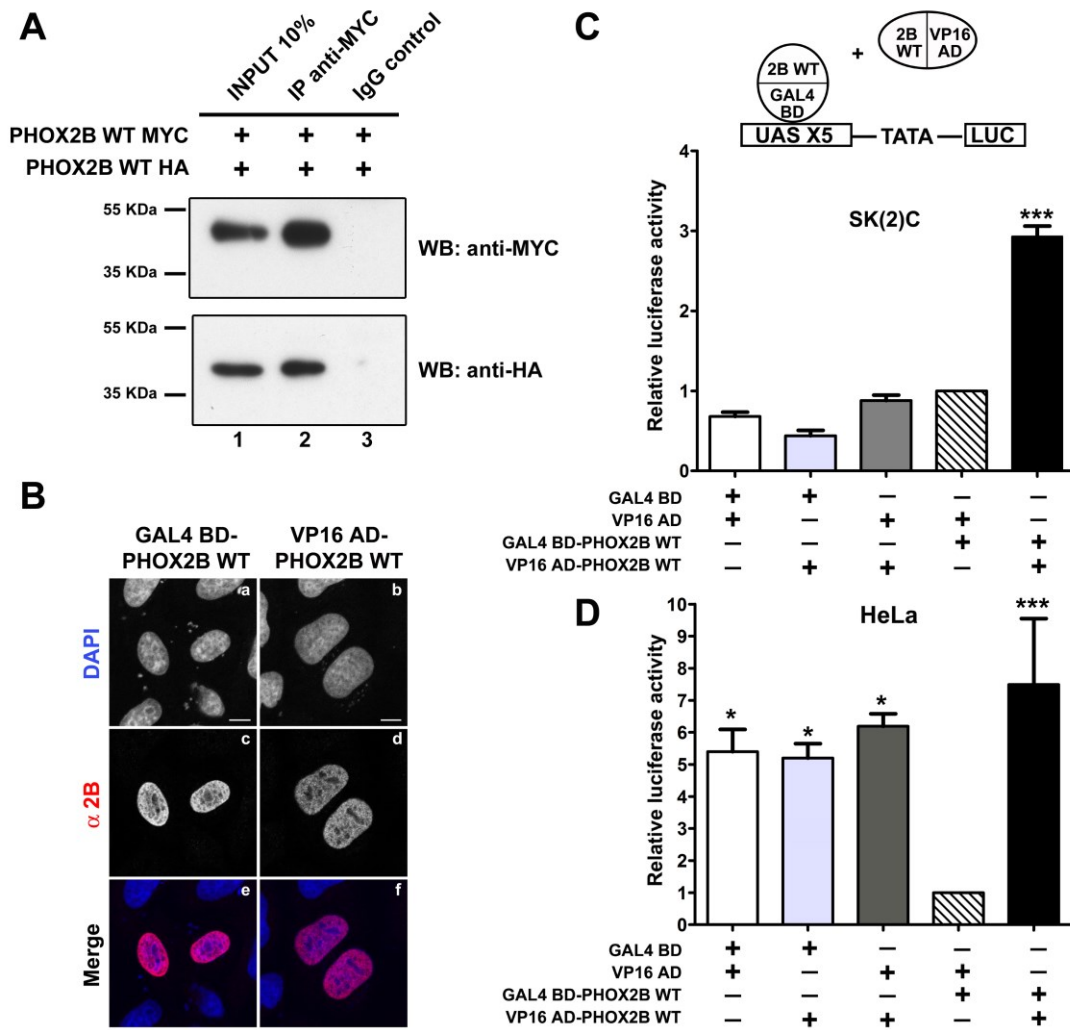 A
INPUT 10%
IP anti-MYC
IgG control
PHOX2B WT MYC + + +
PHOX2B WT HA + + +
55 KDa
35 KDa
WB: anti-MYC
55 KDa
35 KDa
WB: anti-HA
1 2 3
B
GAL4 BD-
PHOX2B WT
VP16 AD-
PHOX2B WT
DAPI
a
b
α 2B
c
d
Merge
e
f
C
2B WT
GAL4
BD
+
2B
WT
VP16
AD
UAS X5 — TATA — LUC
SK(2)C
Relative luciferase activity
4
3
2
1
0
***
GAL4 BD + + — — —
VP16 AD + — + + —
GAL4 BD-PHOX2B WT — — — + +
VP16 AD-PHOX2B WT — + + — +
D
HeLa
Relative luciferase activity
10
9
8
7
6
5
4
3
2
1
0
* * * ***
GAL4 BD + + — — —
VP16 AD + — + + —
GAL4 BD-PHOX2B WT — — — + +
VP16 AD-PHOX2B WT — + + — +